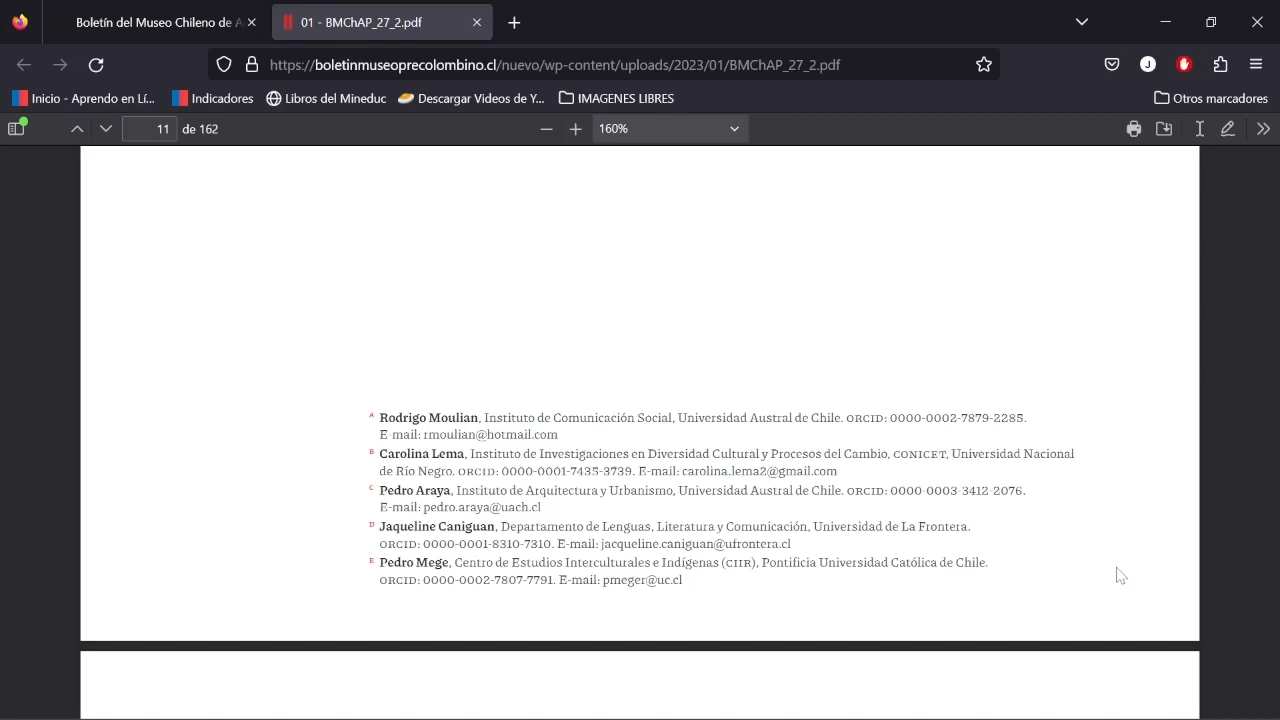 Boletín del Museo Chileno de A
01 - BMChAP_27_2.pdf
https://boletinmuseoprecolombino.cl/nuevo/wp-content/uploads/2023/01/BMChAP_27_2.pdf
J
Inicio - Aprendo en Lí...
Indicadores
Libros del Mineduc
Descargar Videos de Y...
IMAGENES LIBRES
Otros marcadores
11 de 162
160%
A Rodrigo Moulian, Instituto de Comunicación Social, Universidad Austral de Chile. ORCID: 0000-0002-7879-2285.
E-mail: rmoulian@hotmail.com
B Carolina Lema, Instituto de Investigaciones en Diversidad Cultural y Procesos del Cambio, CONICET, Universidad Nacional
de Río Negro. ORCID: 0000-0001-7435-3739. E-mail: carolina.lema2@gmail.com
C Pedro Araya, Instituto de Arquitectura y Urbanismo, Universidad Austral de Chile. ORCID: 0000-0003-3412-2076.
E-mail: pedro.araya@uach.cl
D Jaqueline Caniguan, Departamento de Lenguas, Literatura y Comunicación, Universidad de La Frontera.
ORCID: 0000-0001-8310-7310. E-mail: jacqueline.caniguan@ufrontera.cl
E Pedro Mege, Centro de Estudios Interculturales e Indígenas (CIIR), Pontificia Universidad Católica de Chile.
ORCID: 0000-0002-7807-7791. E-mail: pmeger@uc.cl